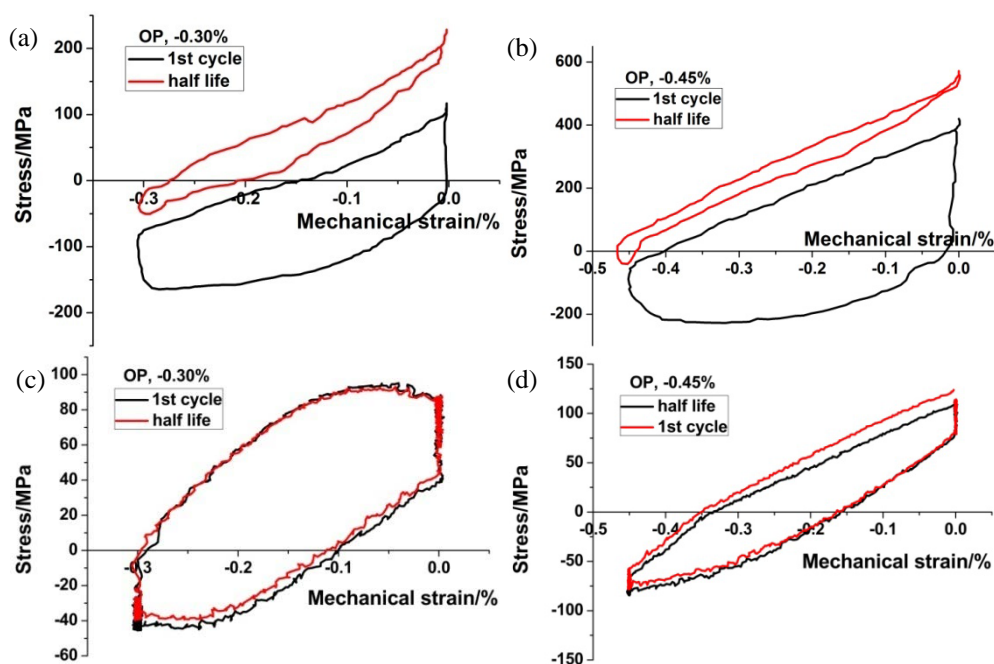 (a)
OP, -0.30%
1st cycle
half life
200
100
0
-100
-200
-0.3
-0.2
-0.1
0.0
Stress/MPa
Mechanical strain/%
(b)
OP, -0.45%
1st cycle
half life
600
400
200
0
-200
-0.5
-0.4
-0.3
-0.2
-0.1
0.0
Stress/MPa
Mechanical strain/%
(c)
OP, -0.30%
1st cycle
half life
100
80
60
40
20
0
-20
-40
-60
-0.3
-0.2
-0.1
0.0
Stress/MPa
Mechanical strain/%
(d)
OP, -0.45%
half life
1st cycle
150
100
50
0
-50
-100
-150
-0.5
-0.4
-0.3
-0.2
-0.1
0.0
Stress/MPa
Mechanical strain/%